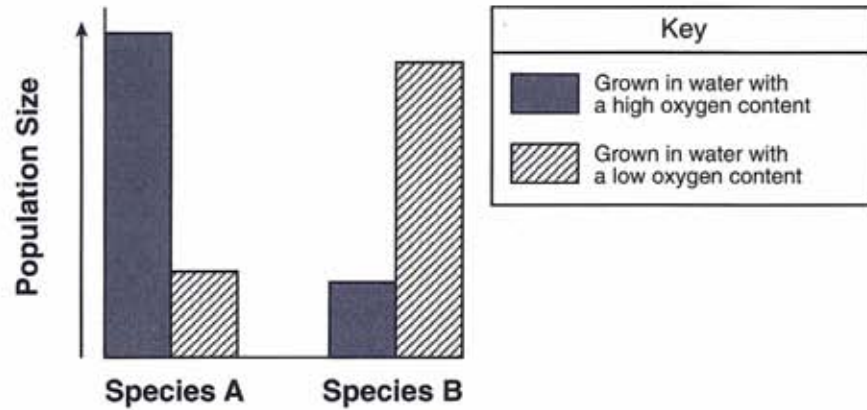 Population Size
Species A
Species B
Key
Grown in water with
a high oxygen content
Grown in water with
a low oxygen content